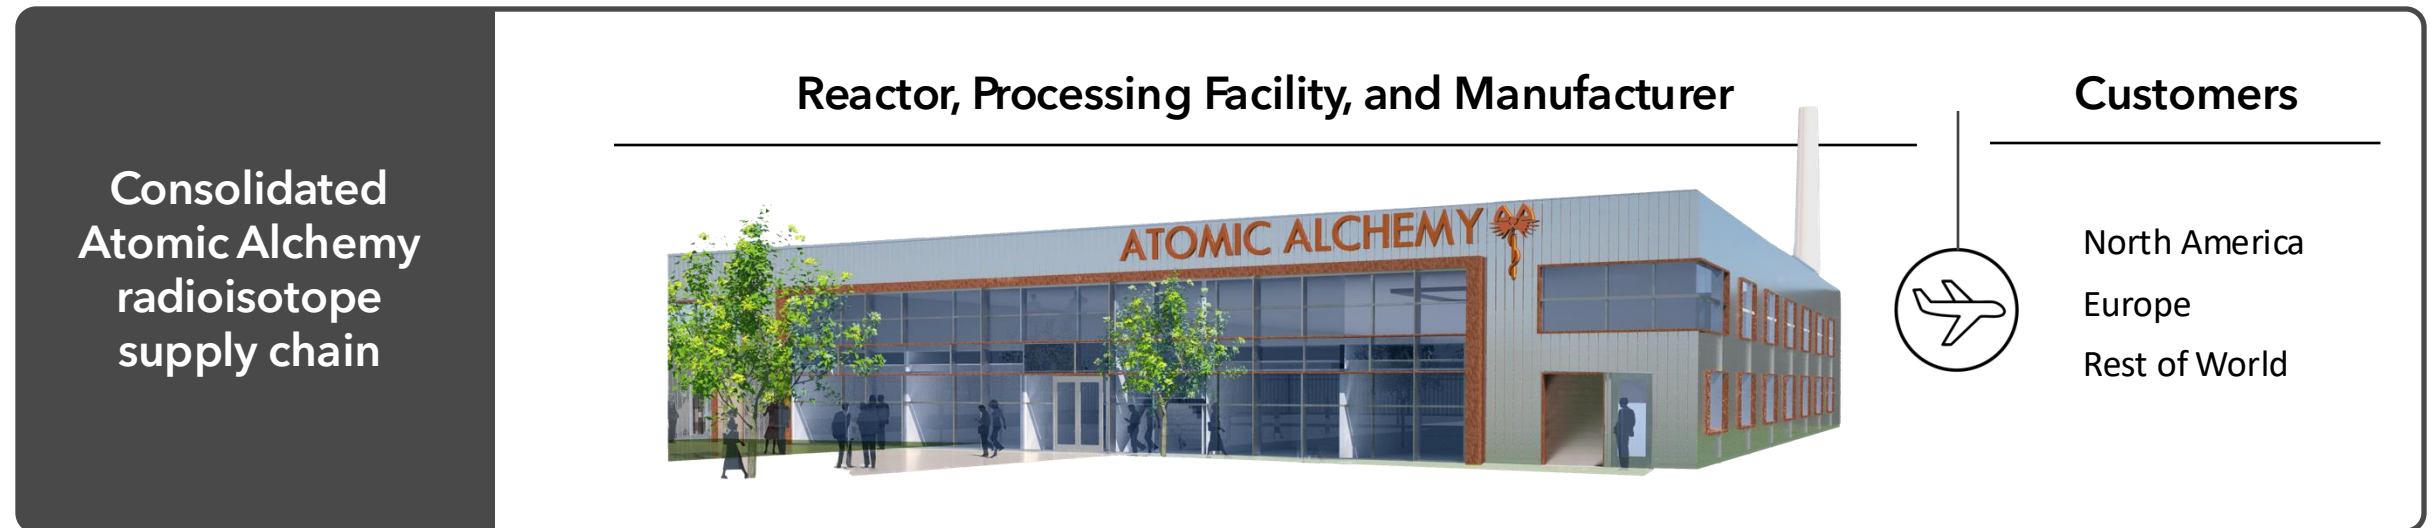 Consolidated
Atomic Alchemy
radioisotope
supply chain
Reactor, Processing Facility, and Manufacturer
ATOMIC ALCHEMY
Customers
North America
Europe
Rest of World